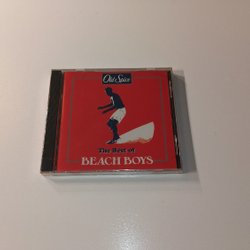 Old Spice
The Best of
BEACH BOYS